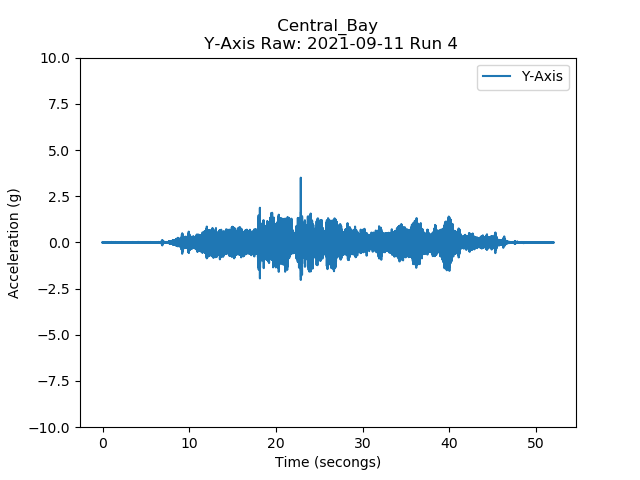 Central_Bay
Y-Axis Raw: 2021-09-11 Run 4
Y-Axis
10.0
7.5
5.0
2.5
0.0
−2.5
−5.0
−7.5
−10.0
Acceleration (g)
0 10 20 30 40 50
Time (seconds)